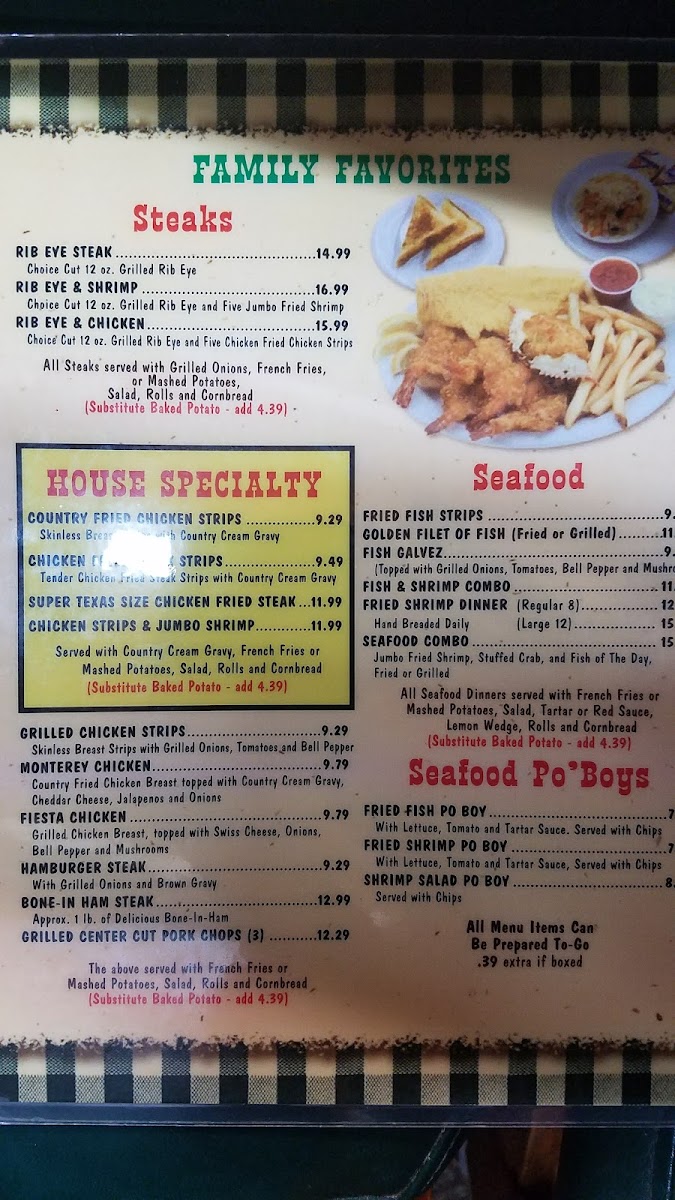 FAMILY FAVORITES
Steaks
RIB EYE STEAK 14.99
Choice Cut 12 oz. Grilled Rib Eye
RIB EYE & SHRIMP 16.99
Choice Cut 12 oz. Grilled Rib Eye and Five Jumbo Fried Shrimp
RIB EYE & CHICKEN 15.99
Choice Cut 12 oz. Grilled Rib Eye and Five Chicken Fried Chicken Strips
All Steaks served with Grilled Onions, French Fries,
or Mashed Potatoes,
Salad, Rolls and Cornbread
(Substitute Baked Potato - add 4.39)
HOUSE SPECIALTY
COUNTRY FRIED CHICKEN STRIPS 9.29
Skinless with Country Cream Gravy
CHICKEN STRIPS 9.49
Tender Chicken Fried Steak Strips with Country Cream Gravy
SUPER TEXAS SIZE CHICKEN FRIED STEAK...11.99
CHICKEN STRIPS & JUMBO SHRIMP 11.99
Served with Country Cream Gravy, French Fries or
Mashed Potatoes, Salad, Rolls and Cornbread
(Substitute Baked Potato - add 4.39)
GRILLED CHICKEN STRIPS 9.29
Skinless Breast Strips with Grilled Onions, Tomatoes and Bell Pepper
MONTEREY CHICKEN 9.79
Country Fried Chicken Breast topped with Country Cream Gravy,
Cheddar Cheese, Jalapenos and Onions
FIESTA CHICKEN 9.79
Grilled Chicken Breast, topped with Swiss Cheese, Onions,
Bell Pepper and Mushrooms
HAMBURGER STEAK 9.29
With Grilled Onions and Brown Gravy
BONE-IN HAM STEAK 12.99
Approx. 1 lb. of Delicious Bone-In-Ham
GRILLED CENTER CUT PORK CHOPS (3) 12.29
The above served with French Fries or
Mashed Potatoes, Salad, Rolls and Cornbread
(Substitute Baked Potato - add 4.39)
Seafood
FRIED FISH STRIPS 9.
GOLDEN FILET OF FISH (Fried or Grilled) 11
FISH GALVEZ 9.
(Topped with Grilled Onions, Tomatoes, Bell Pepper and Mushro
FISH & SHRIMP COMBO 11.
FRIED SHRIMP DINNER (Regular 8) 12
Hand Breaded Daily (Large 12) 15
SEAFOOD COMBO 15
Jumbo Fried Shrimp, Stuffed Crab, and Fish of The Day,
Fried or Grilled
All Seafood Dinners served with French Fries or
Mashed Potatoes, Salad, Tartar or Red Sauce,
Lemon Wedge, Rolls and Cornbread
(Substitute Baked Potato - add 4.39)
Seafood Po'Boys
FRIED FISH PO BOY 7
With Lettuce, Tomato and Tartar Sauce. Served with Chips
FRIED SHRIMP PO BOY 7
With Lettuce, Tomato and Tartar Sauce, Served with Chips
SHRIMP SALAD PO BOY 8.
Served with Chips
All Menu Items Can
Be Prepared To-Go
.39 extra if boxed